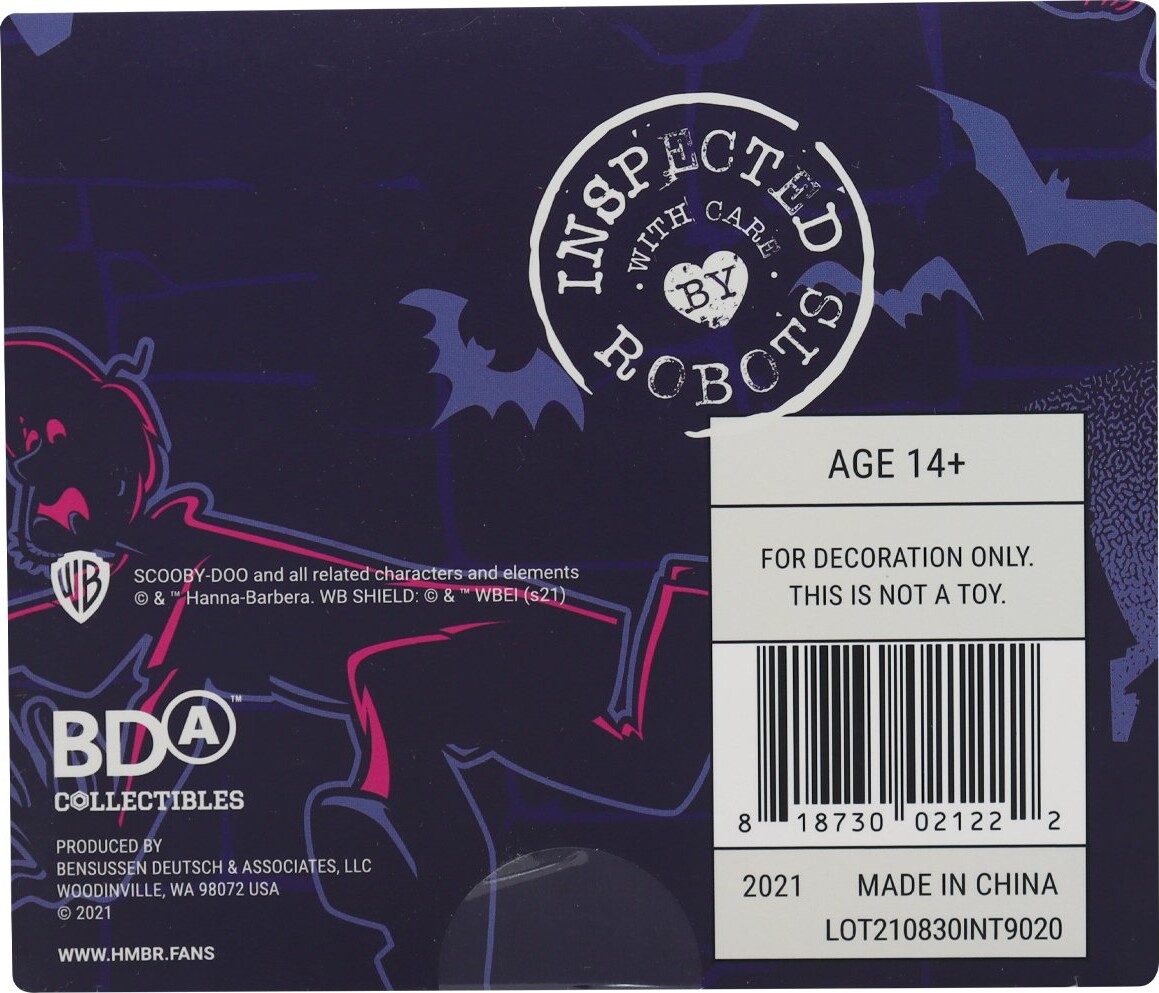 INSPECTED
· WITH CARE ·
BY
ROBOTS
AGE 14+
FOR DECORATION ONLY.
THIS IS NOT A TOY.
8 18730 02122 2
2021 MADE IN CHINA
LOT210830INT9020
WB
SCOOBY-DOO and all related characters and elements
© & ™ Hanna-Barbera. WB SHIELD: © & ™ WBEI (s21)
BDA™
COLLECTIBLES
PRODUCED BY
BENSUSSEN DEUTSCH & ASSOCIATES, LLC
WOODINVILLE, WA 98072 USA
© 2021
WWW.HMBR.FANS